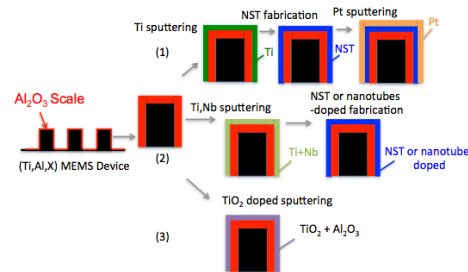 Ti sputtering
NST fabrication
Pt sputtering
Pt
(1)
Ti
NST
Al₂O₃ Scale
Ti,Nb sputtering
NST or nanotubes
-doped fabrication
(Ti,Al,X) MEMS Device
(2)
Ti+Nb
NST or nanotube
doped
TiO₂ doped sputtering
(3)
TiO₂ + Al₂O₃